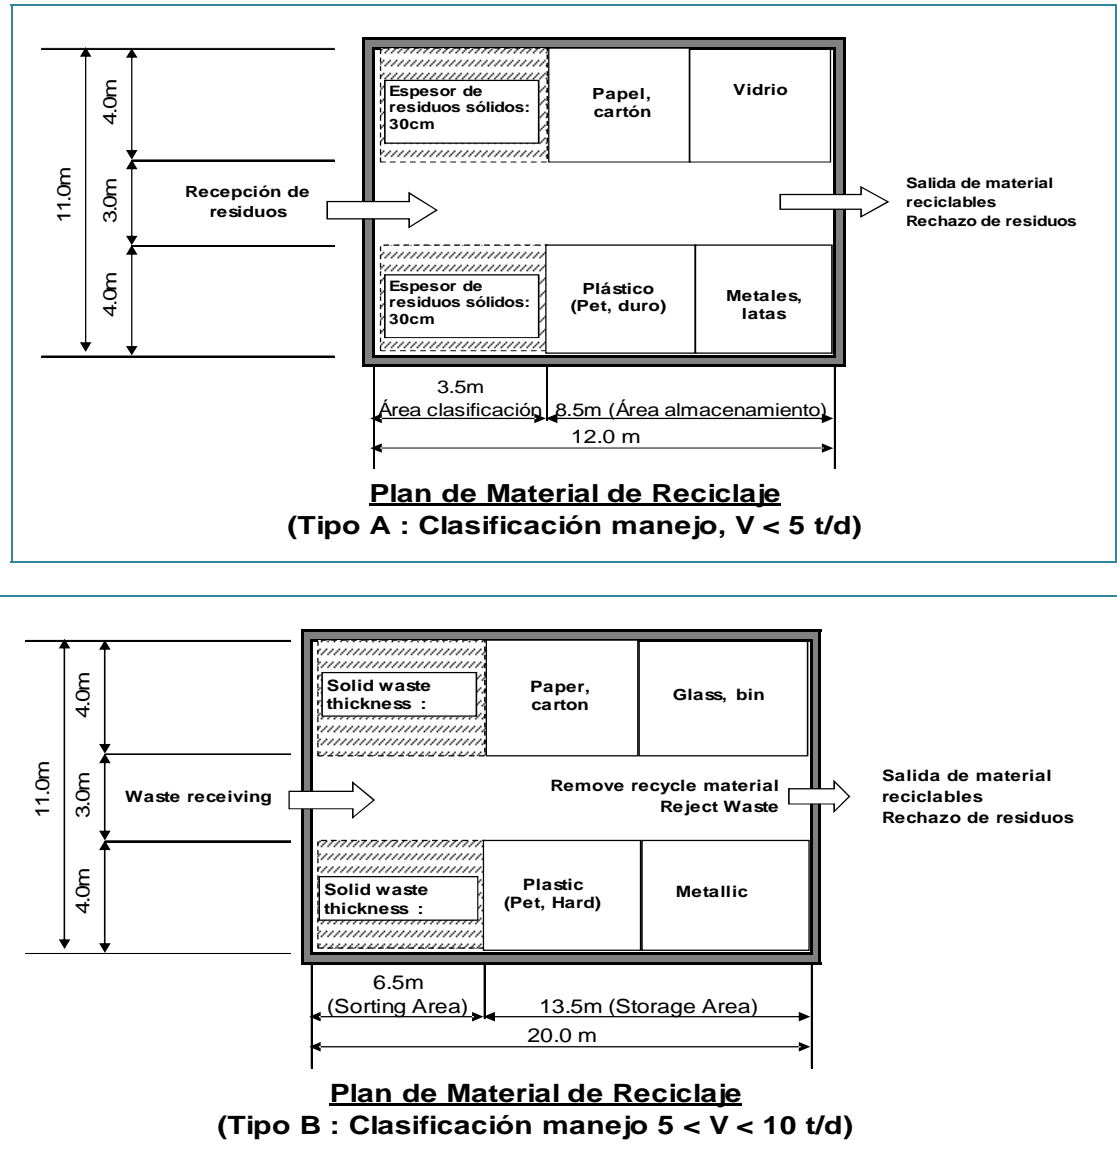 11.0m
4.0m
3.0m
4.0m
Espesor de
residuos sólidos:
30cm
Papel,
cartón
Vidrio
Recepción de
residuos
Salida de material
reciclables
Rechazo de residuos
Espesor de
residuos sólidos:
30cm
Plástico
(Pet, duro)
Metales,
latas
3.5m
Área clasificación
8.5m (Área almacenamiento)
12.0 m
Plan de Material de Reciclaje
(Tipo A : Clasificación manejo, V < 5 t/d)
11.0m
4.0m
3.0m
4.0m
Solid waste
thickness :
Paper,
carton
Glass, bin
Waste receiving
Remove recycle material
Reject Waste
Salida de material
reciclables
Rechazo de residuos
Solid waste
thickness :
Plastic
(Pet, Hard)
Metallic
6.5m
(Sorting Area)
13.5m (Storage Area)
20.0 m
Plan de Material de Reciclaje
(Tipo B : Clasificación manejo 5 < V < 10 t/d)